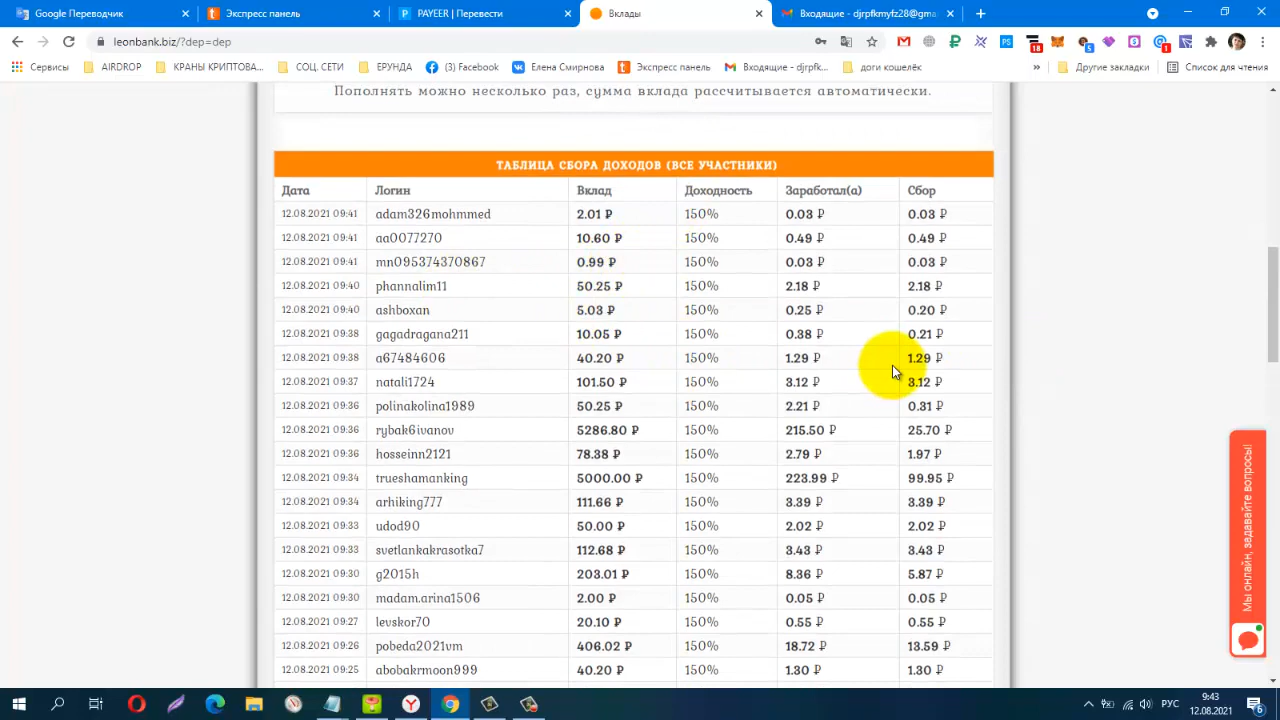 Google Переводчик
Экспресс панель
PAYEER | Перевести
Вклады
Входящие - djrpfkmyfz28@gma
leonbank.biz/?dep=dep
PS
18
5
1
Сервисы
AIRDROP
КРАНЫ КРИПТОВА...
СОЦ. СЕТИ
ЕРУНДА
(3) Facebook
Елена Смирнова
Экспресс панель
Входящие - djrpfk...
доги кошелёк
»
Другие закладки
Список для чтения
Пополнять можно несколько раз, сумма вклада рассчитывается автоматически.
ТАБЛИЦА СБОРА ДОХОДОВ (ВСЕ УЧАСТНИКИ)
Дата Логин Вклад Доходность Заработал(а) Сбор
12.08.2021 09:41 adam326mohmmed 2.01 ₽ 150% 0.03 ₽ 0.03 ₽
12.08.2021 09:41 aa0077270 10.60 ₽ 150% 0.49 ₽ 0.49 ₽
12.08.2021 09:41 mn095374370867 0.99 ₽ 150% 0.03 ₽ 0.03 ₽
12.08.2021 09:40 phannalim11 50.25 ₽ 150% 2.18 ₽ 2.18 ₽
12.08.2021 09:40 ashboxan 5.03 ₽ 150% 0.25 ₽ 0.20 ₽
12.08.2021 09:38 gagadragana211 10.05 ₽ 150% 0.38 ₽ 0.21 ₽
12.08.2021 09:38 a67484606 40.20 ₽ 150% 1.29 ₽ 1.29 ₽
12.08.2021 09:37 natali1724 101.50 ₽ 150% 3.12 ₽ 3.12 ₽
12.08.2021 09:36 polinakolina1989 50.25 ₽ 150% 2.21 ₽ 0.31 ₽
12.08.2021 09:36 rybak6ivanov 5286.80 ₽ 150% 215.50 ₽ 25.70 ₽
12.08.2021 09:36 hosseinn2121 78.38 ₽ 150% 2.79 ₽ 1.97 ₽
12.08.2021 09:34 trueshamanking 5000.00 ₽ 150% 223.99 ₽ 99.95 ₽
12.08.2021 09:34 arhiking777 111.66 ₽ 150% 3.39 ₽ 3.39 ₽
12.08.2021 09:33 udod90 50.00 ₽ 150% 2.02 ₽ 2.02 ₽
12.08.2021 09:33 svetlankakrasotka7 112.68 ₽ 150% 3.43 ₽ 3.43 ₽
12.08.2021 09:30 g2015h 203.01 ₽ 150% 8.36 ₽ 5.87 ₽
12.08.2021 09:30 madam.arina1506 2.00 ₽ 150% 0.05 ₽ 0.05 ₽
12.08.2021 09:27 levskor70 20.10 ₽ 150% 0.55 ₽ 0.55 ₽
12.08.2021 09:26 pobeda2021vm 406.02 ₽ 150% 18.72 ₽ 13.59 ₽
12.08.2021 09:25 abobakrmoon999 40.20 ₽ 150% 1.30 ₽ 1.30 ₽
Мы онлайн, задавайте вопросы!
РУС
9:43
12.08.2021
6